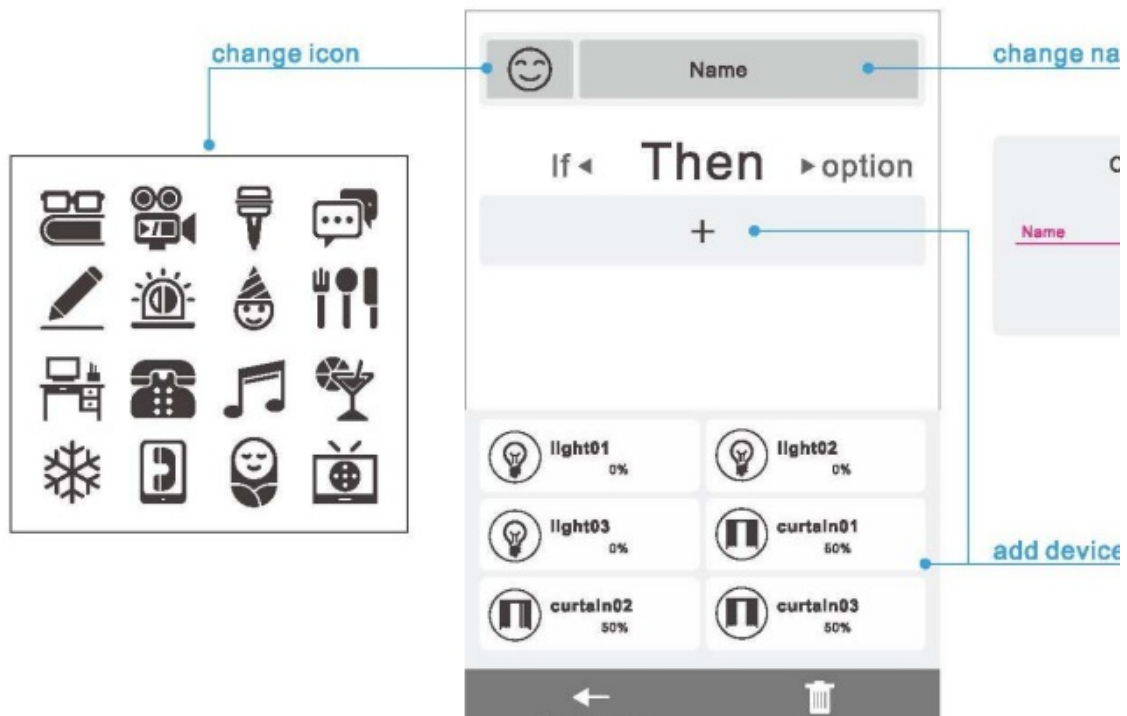 change icon
Name
change na
If
Then
option
+
Name
light01
0%
light02
0%
light03
0%
curtain01
50%
add device
curtain02
50%
curtain03
50%